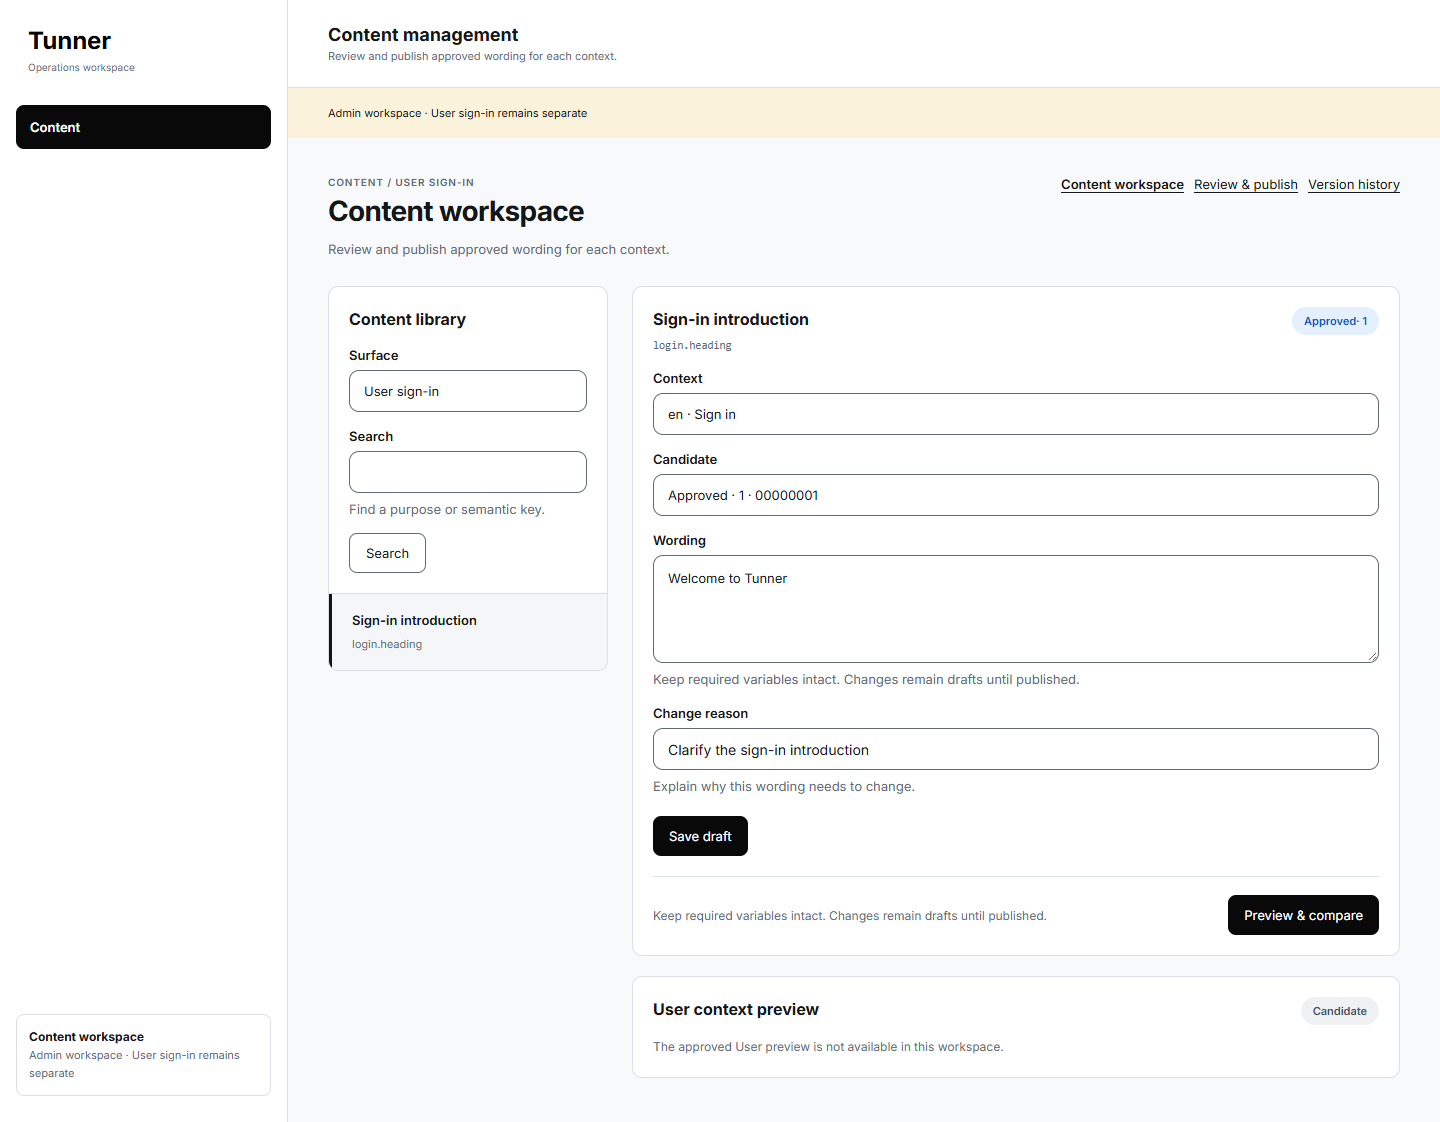 Tunner
Operations workspace
Content
Content workspace
Admin workspace · User sign-in remains
separate
Content management
Review and publish approved wording for each context.
Admin workspace · User sign-in remains separate
CONTENT / USER SIGN-IN
Content workspace
Review and publish approved wording for each context.
Content workspace Review & publish Version history
Content library
Surface
User sign-in
Search
Find a purpose or semantic key.
Search
Sign-in introduction
login.heading
Sign-in introduction
Approved· 1
login.heading
Context
en · Sign in
Candidate
Approved · 1 · 00000001
Wording
Welcome to Tunner
Keep required variables intact. Changes remain drafts until published.
Change reason
Clarify the sign-in introduction
Explain why this wording needs to change.
Save draft
Keep required variables intact. Changes remain drafts until published.
Preview & compare
User context preview
Candidate
The approved User preview is not available in this workspace.